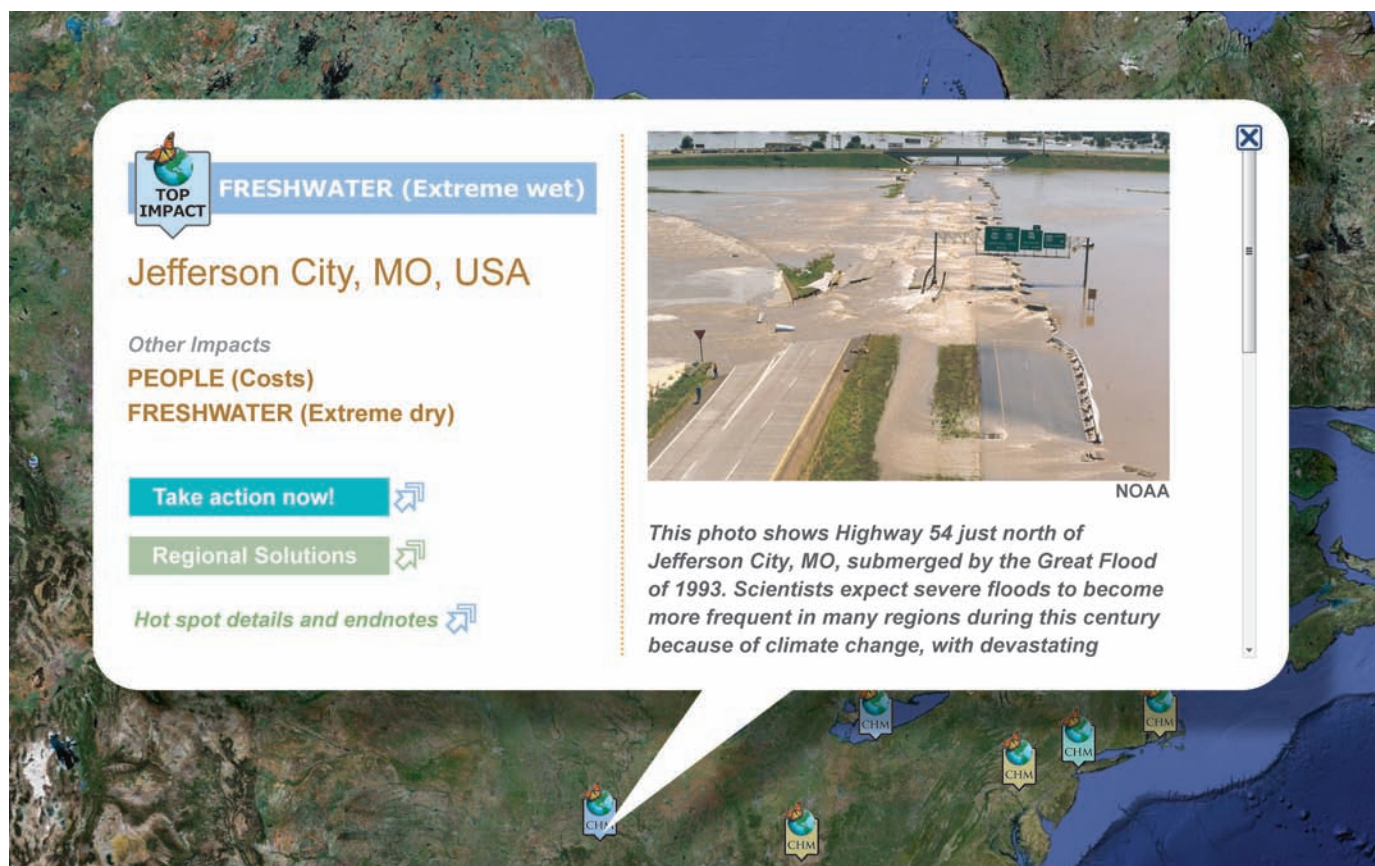 TOP
IMPACT
FRESHWATER (Extreme wet)
Jefferson City, MO, USA
Other Impacts
PEOPLE (Costs)
FRESHWATER (Extreme dry)
Take action now!
Regional Solutions
Hot spot details and endnotes
NOAA
This photo shows Highway 54 just north of
Jefferson City, MO, submerged by the Great Flood
of 1993. Scientists expect severe floods to become
more frequent in many regions during this century
because of climate change, with devastating
CHM
CHM
CHM
CHM
CHM
CHM